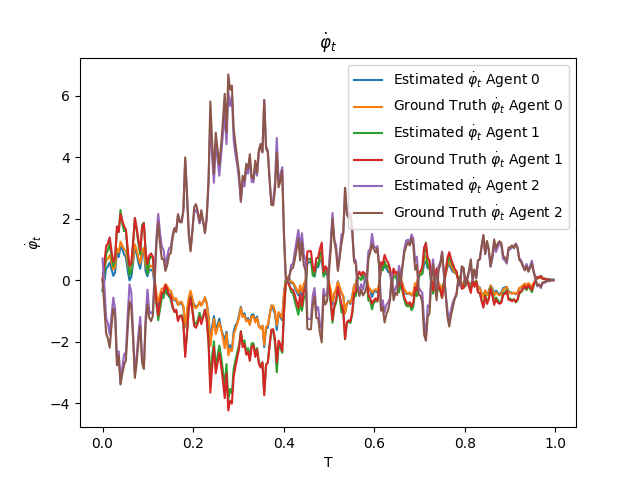 φ̇ₜ
Estimated φ̇ₜ Agent 0
Ground Truth φ̇ₜ Agent 0
Estimated φ̇ₜ Agent 1
Ground Truth φ̇ₜ Agent 1
Estimated φ̇ₜ Agent 2
Ground Truth φ̇ₜ Agent 2
φ̇ₜ
6
4
2
0
−2
−4
0.0 0.2 0.4 0.6 0.8 1.0
T